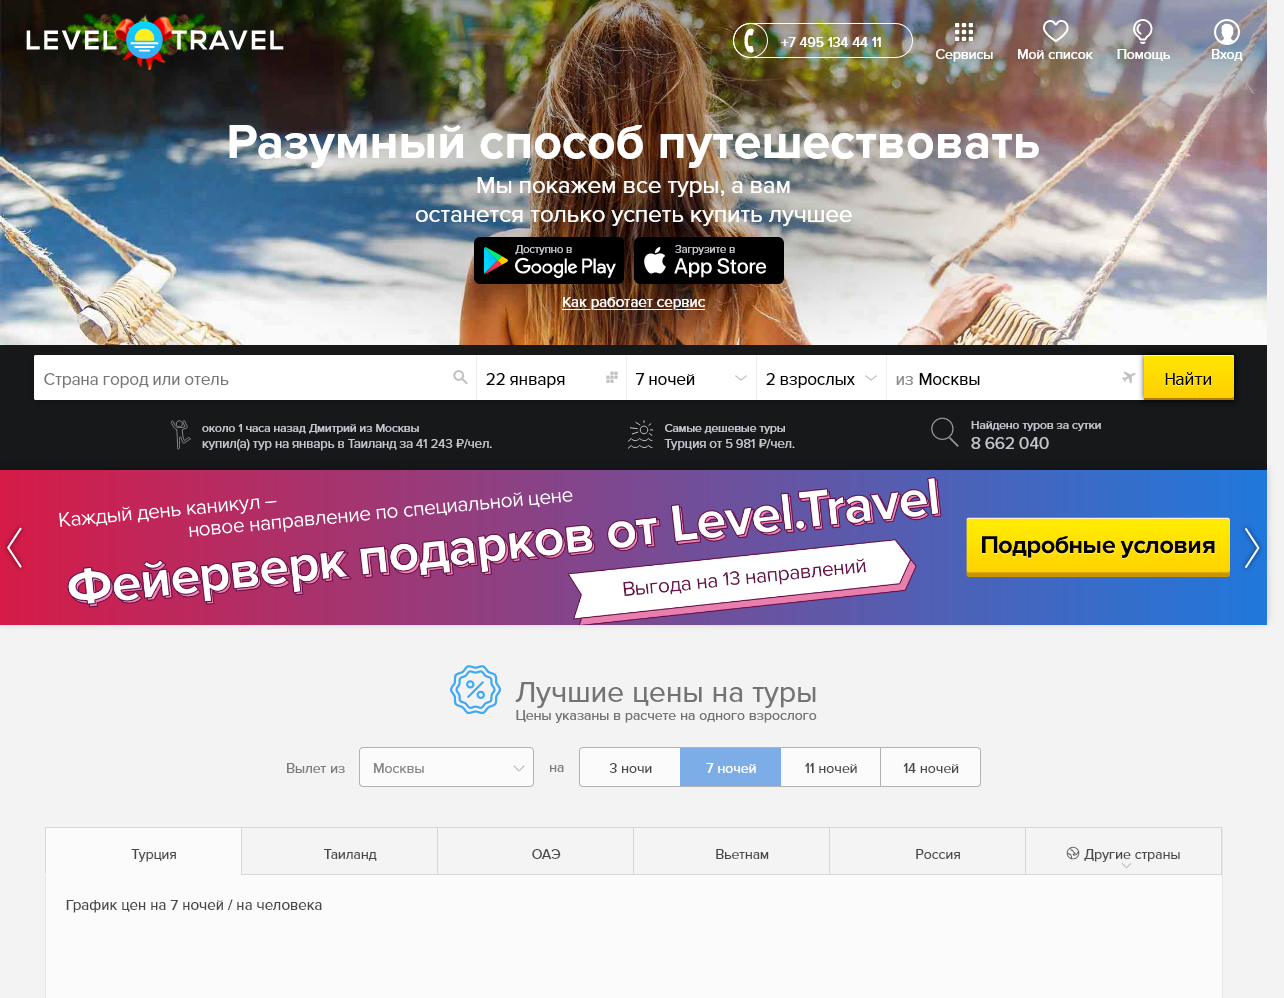 LEVEL TRAVEL
+7 495 134 44 11
Сервисы
Мой список
Помощь
Вход
Разумный способ путешествовать
Мы покажем все туры, а вам
останется только успеть купить лучшее
Доступно в
Google Play
Загрузите в
App Store
Как работает сервис
Страна город или отель
22 января
7 ночей
2 взрослых
из Москвы
Найти
около 1 часа назад Дмитрий из Москвы
купил(а) тур на январь в Таиланд за 41 243 ₽/чел.
Самые дешевые туры
Турция от 5 981 ₽/чел.
Найдено туров за сутки
8 662 040
Каждый день каникул –
новое направление по специальной цене
Фейерверк подарков от Level.Travel
Выгода на 13 направлений
Подробные условия
Лучшие цены на туры
Цены указаны в расчете на одного взрослого
Вылет из
Москвы
на
3 ночи
7 ночей
11 ночей
14 ночей
Турция
Таиланд
ОАЭ
Вьетнам
Россия
Другие страны
График цен на 7 ночей / на человека